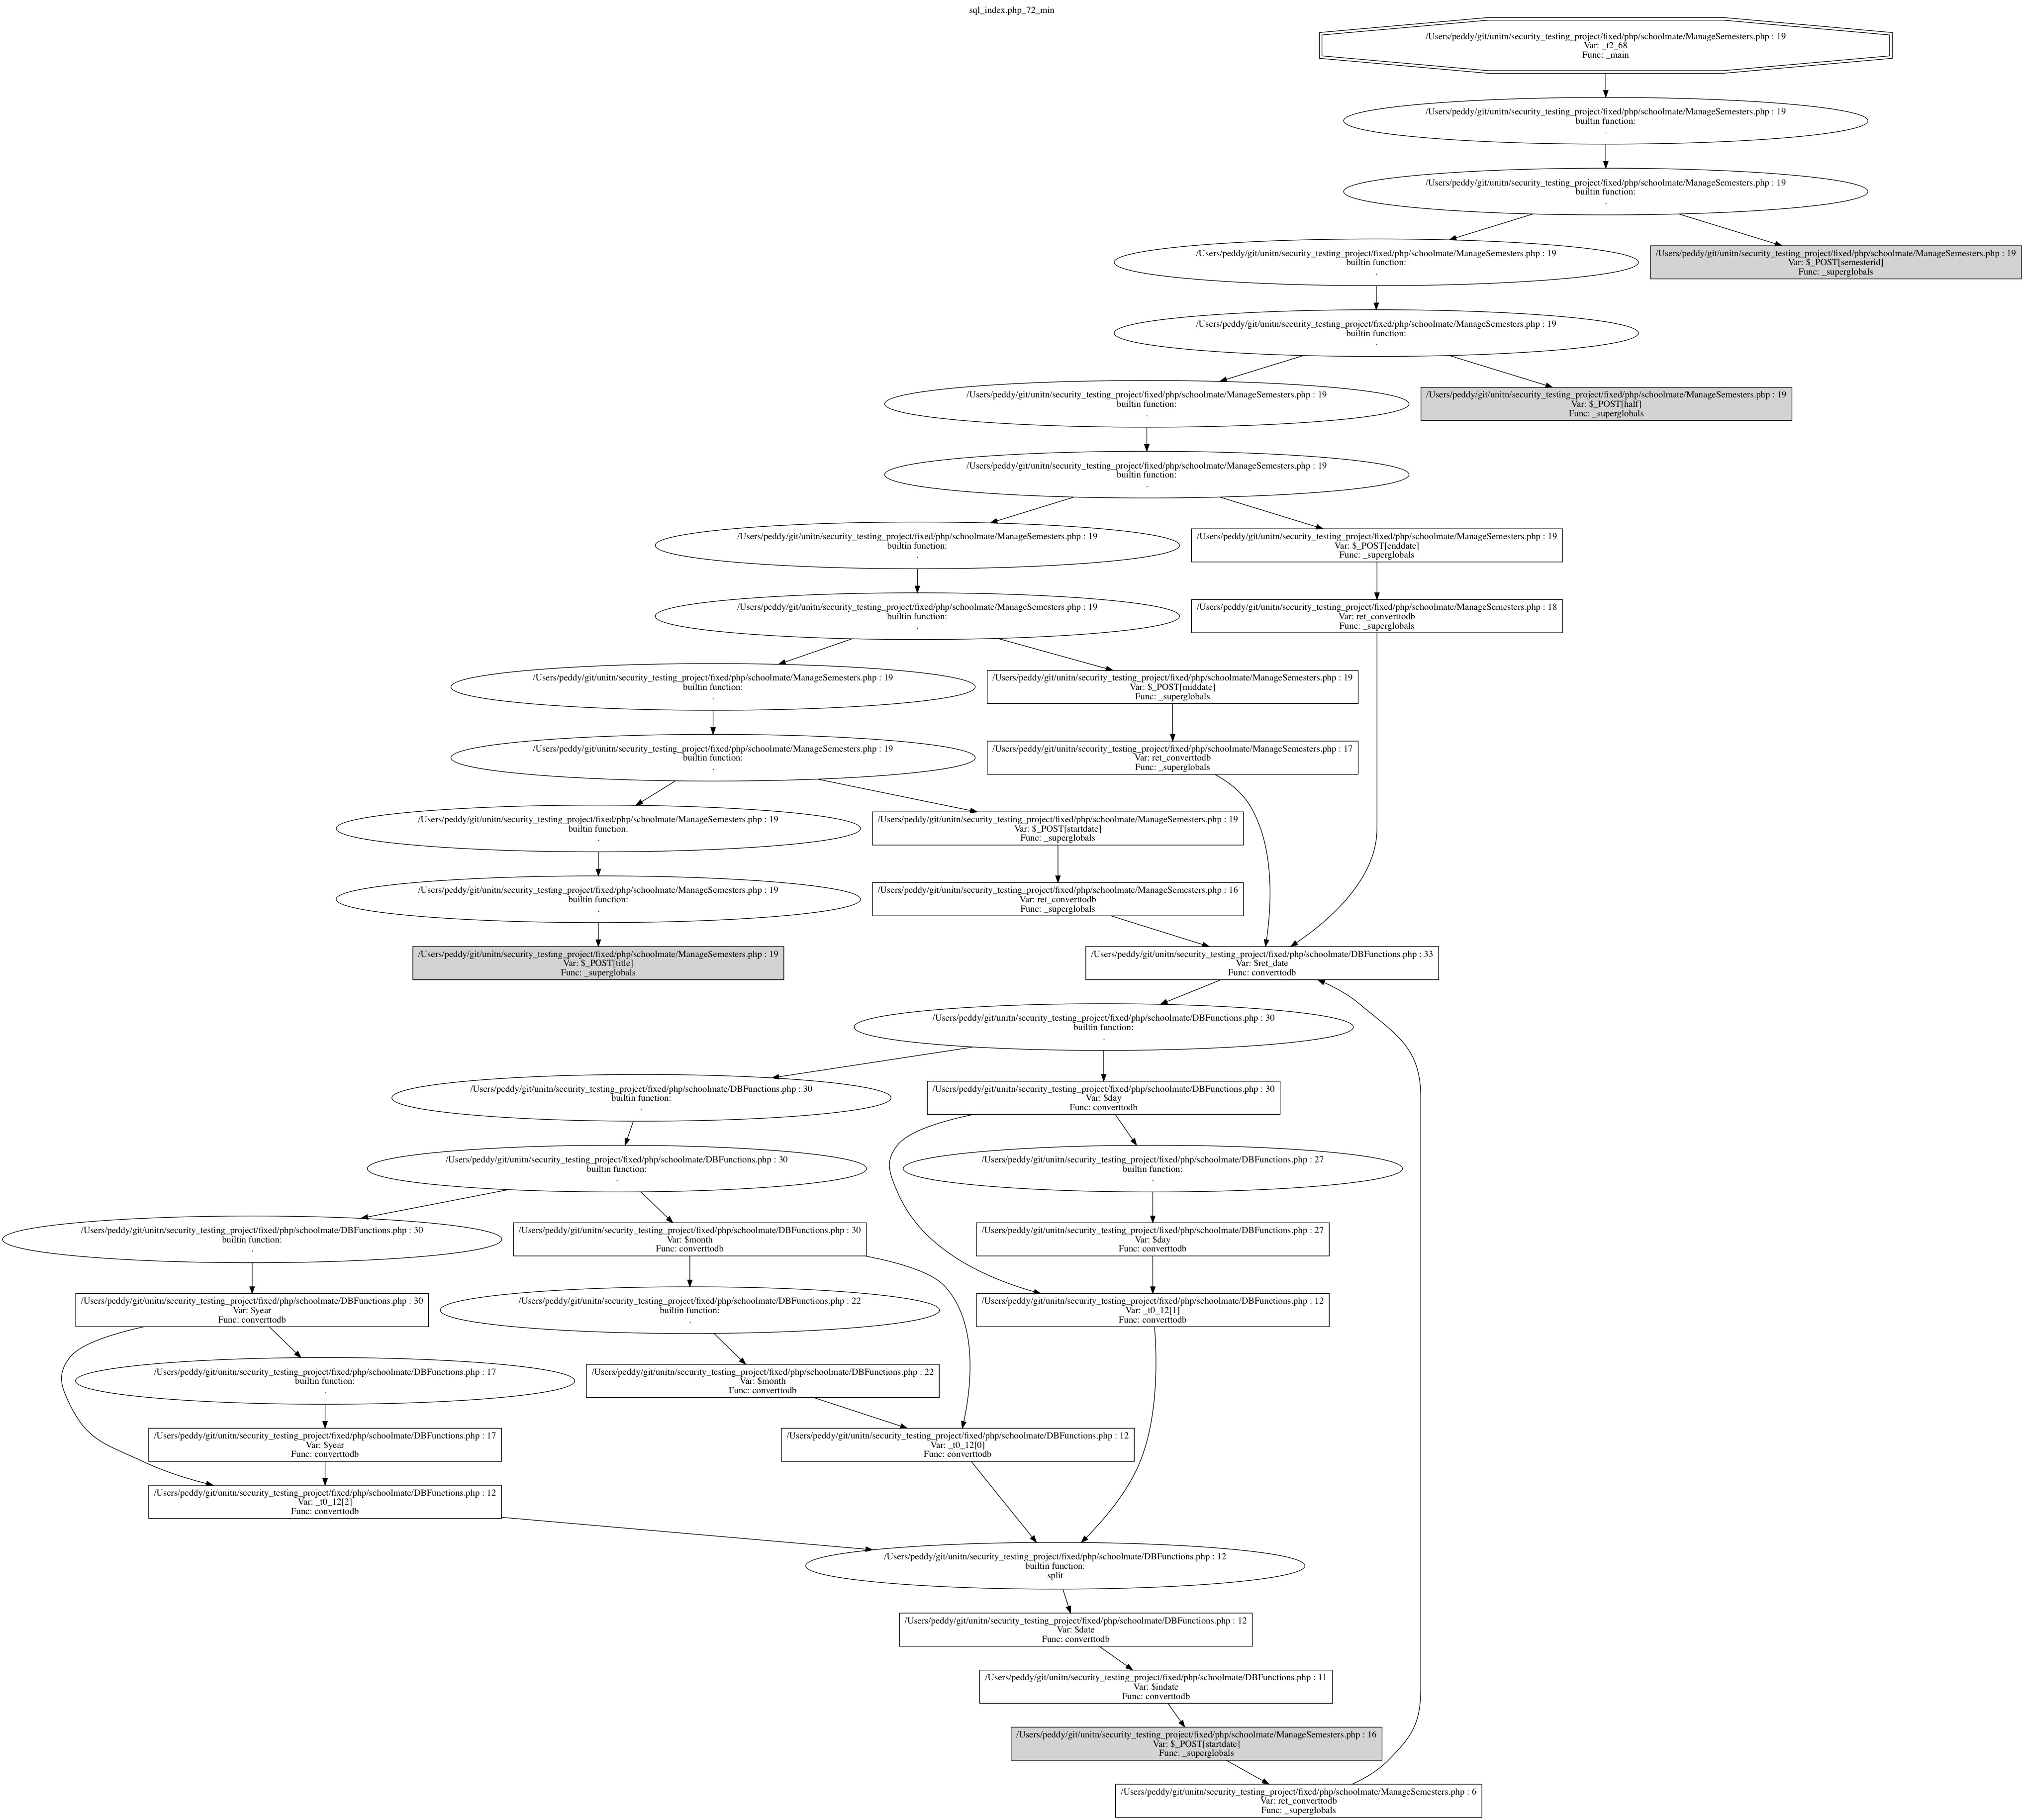 sql_index.php_72_min
/Users/peddy/git/unitn/security_testing_project/fixed/php/schoolmate/ManageSemesters.php : 19
Var: _t2_68
Func: _main
/Users/peddy/git/unitn/security_testing_project/fixed/php/schoolmate/ManageSemesters.php : 19
builtin function:
.
/Users/peddy/git/unitn/security_testing_project/fixed/php/schoolmate/ManageSemesters.php : 19
builtin function:
.
/Users/peddy/git/unitn/security_testing_project/fixed/php/schoolmate/ManageSemesters.php : 19
builtin function:
.
/Users/peddy/git/unitn/security_testing_project/fixed/php/schoolmate/ManageSemesters.php : 19
Var: $_POST[semesterid]
Func: _superglobals
/Users/peddy/git/unitn/security_testing_project/fixed/php/schoolmate/ManageSemesters.php : 19
builtin function:
.
/Users/peddy/git/unitn/security_testing_project/fixed/php/schoolmate/ManageSemesters.php : 19
builtin function:
.
/Users/peddy/git/unitn/security_testing_project/fixed/php/schoolmate/ManageSemesters.php : 19
Var: $_POST[half]
Func: _superglobals
/Users/peddy/git/unitn/security_testing_project/fixed/php/schoolmate/ManageSemesters.php : 19
builtin function:
.
/Users/peddy/git/unitn/security_testing_project/fixed/php/schoolmate/ManageSemesters.php : 19
builtin function:
.
/Users/peddy/git/unitn/security_testing_project/fixed/php/schoolmate/ManageSemesters.php : 19
Var: $_POST[enddate]
Func: _superglobals
/Users/peddy/git/unitn/security_testing_project/fixed/php/schoolmate/ManageSemesters.php : 19
builtin function:
.
/Users/peddy/git/unitn/security_testing_project/fixed/php/schoolmate/ManageSemesters.php : 18
Var: ret_converttodb
Func: _superglobals
/Users/peddy/git/unitn/security_testing_project/fixed/php/schoolmate/ManageSemesters.php : 19
builtin function:
.
/Users/peddy/git/unitn/security_testing_project/fixed/php/schoolmate/ManageSemesters.php : 19
Var: $_POST[middate]
Func: _superglobals
/Users/peddy/git/unitn/security_testing_project/fixed/php/schoolmate/ManageSemesters.php : 19
builtin function:
.
/Users/peddy/git/unitn/security_testing_project/fixed/php/schoolmate/ManageSemesters.php : 17
Var: ret_converttodb
Func: _superglobals
/Users/peddy/git/unitn/security_testing_project/fixed/php/schoolmate/ManageSemesters.php : 19
builtin function:
.
/Users/peddy/git/unitn/security_testing_project/fixed/php/schoolmate/ManageSemesters.php : 19
Var: $_POST[startdate]
Func: _superglobals
/Users/peddy/git/unitn/security_testing_project/fixed/php/schoolmate/ManageSemesters.php : 19
builtin function:
.
/Users/peddy/git/unitn/security_testing_project/fixed/php/schoolmate/ManageSemesters.php : 16
Var: ret_converttodb
Func: _superglobals
/Users/peddy/git/unitn/security_testing_project/fixed/php/schoolmate/ManageSemesters.php : 19
Var: $_POST[title]
Func: _superglobals
/Users/peddy/git/unitn/security_testing_project/fixed/php/schoolmate/DBFunctions.php : 33
Var: $ret_date
Func: converttodb
/Users/peddy/git/unitn/security_testing_project/fixed/php/schoolmate/DBFunctions.php : 30
builtin function:
.
/Users/peddy/git/unitn/security_testing_project/fixed/php/schoolmate/DBFunctions.php : 30
builtin function:
.
/Users/peddy/git/unitn/security_testing_project/fixed/php/schoolmate/DBFunctions.php : 30
Var: $day
Func: converttodb
/Users/peddy/git/unitn/security_testing_project/fixed/php/schoolmate/DBFunctions.php : 30
builtin function:
.
/Users/peddy/git/unitn/security_testing_project/fixed/php/schoolmate/DBFunctions.php : 27
builtin function:
.
/Users/peddy/git/unitn/security_testing_project/fixed/php/schoolmate/DBFunctions.php : 30
builtin function:
.
/Users/peddy/git/unitn/security_testing_project/fixed/php/schoolmate/DBFunctions.php : 30
Var: $month
Func: converttodb
/Users/peddy/git/unitn/security_testing_project/fixed/php/schoolmate/DBFunctions.php : 27
Var: $day
Func: converttodb
/Users/peddy/git/unitn/security_testing_project/fixed/php/schoolmate/DBFunctions.php : 30
Var: $year
Func: converttodb
/Users/peddy/git/unitn/security_testing_project/fixed/php/schoolmate/DBFunctions.php : 22
builtin function:
.
/Users/peddy/git/unitn/security_testing_project/fixed/php/schoolmate/DBFunctions.php : 12
Var: _t0_12[1]
Func: converttodb
/Users/peddy/git/unitn/security_testing_project/fixed/php/schoolmate/DBFunctions.php : 17
builtin function:
.
/Users/peddy/git/unitn/security_testing_project/fixed/php/schoolmate/DBFunctions.php : 22
Var: $month
Func: converttodb
/Users/peddy/git/unitn/security_testing_project/fixed/php/schoolmate/DBFunctions.php : 17
Var: $year
Func: converttodb
/Users/peddy/git/unitn/security_testing_project/fixed/php/schoolmate/DBFunctions.php : 12
Var: _t0_12[0]
Func: converttodb
/Users/peddy/git/unitn/security_testing_project/fixed/php/schoolmate/DBFunctions.php : 12
Var: _t0_12[2]
Func: converttodb
/Users/peddy/git/unitn/security_testing_project/fixed/php/schoolmate/DBFunctions.php : 12
builtin function:
split
/Users/peddy/git/unitn/security_testing_project/fixed/php/schoolmate/DBFunctions.php : 12
Var: $date
Func: converttodb
/Users/peddy/git/unitn/security_testing_project/fixed/php/schoolmate/DBFunctions.php : 11
Var: $indate
Func: converttodb
/Users/peddy/git/unitn/security_testing_project/fixed/php/schoolmate/ManageSemesters.php : 16
Var: $_POST[startdate]
Func: _superglobals
/Users/peddy/git/unitn/security_testing_project/fixed/php/schoolmate/ManageSemesters.php : 6
Var: ret_converttodb
Func: _superglobals